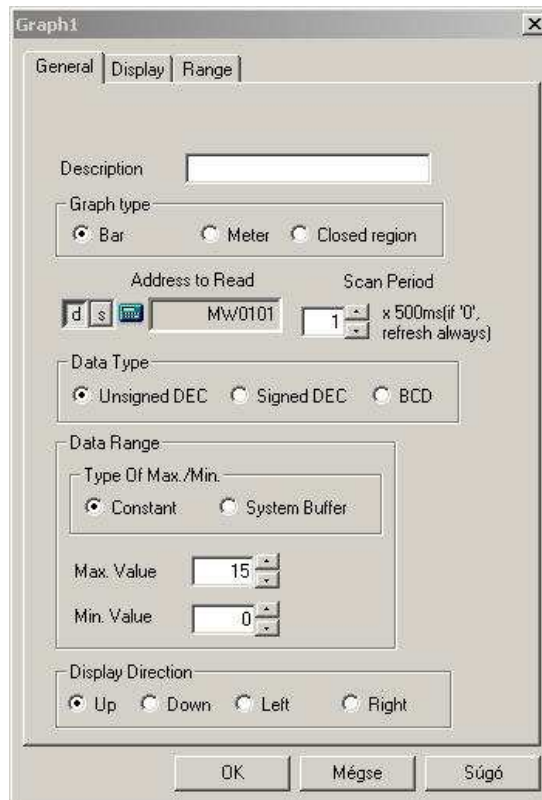 Graph1
General Display Range
Description
Graph type
Bar Meter Closed region
Address to Read Scan Period
d s MW0101 1 x 500ms(if '0',
refresh always)
Data Type
Unsigned DEC Signed DEC BCD
Data Range
Type Of Max./Min.
Constant System Buffer
Max. Value 15
Min. Value 0
Display Direction
Up Down Left Right
OK Mégse Súgó